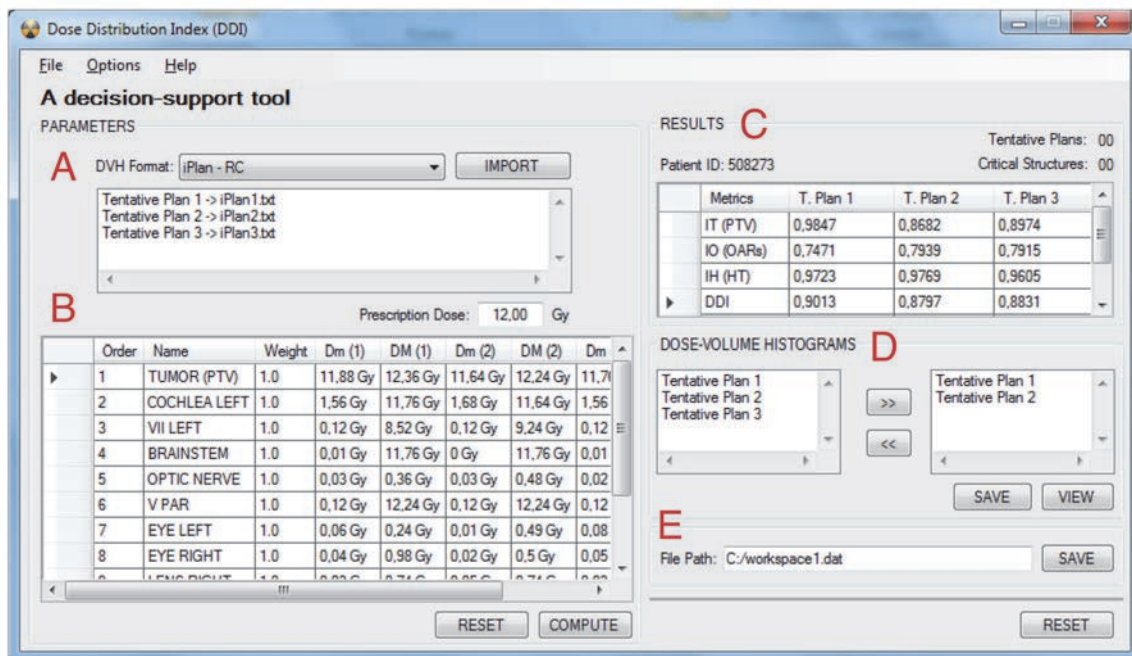 Dose Distribution Index (DDI)
File Options Help
A decision-support tool
PARAMETERS
A
DVH Format: iPlan - RC IMPORT
Tentative Plan 1 -> iPlan1.txt
Tentative Plan 2 -> iPlan2.txt
Tentative Plan 3 -> iPlan3.txt
B
Prescription Dose: 12,00 Gy
Order Name Weight Dm (1) DM (1) Dm (2) DM (2) Dm
1 TUMOR (PTV) 1.0 11,88 Gy 12,36 Gy 11,64 Gy 12,24 Gy 11,7
2 COCHLEA LEFT 1.0 1,56 Gy 11,76 Gy 1,68 Gy 11,64 Gy 1,56
3 VII LEFT 1.0 0,12 Gy 8,52 Gy 0,12 Gy 9,24 Gy 0,12
4 BRAINSTEM 1.0 0,01 Gy 11,76 Gy 0 Gy 11,76 Gy 0,01
5 OPTIC NERVE 1.0 0,03 Gy 0,36 Gy 0,03 Gy 0,48 Gy 0,02
6 V PAR 1.0 0,12 Gy 12,24 Gy 0,12 Gy 12,24 Gy 0,12
7 EYE LEFT 1.0 0,06 Gy 0,24 Gy 0,01 Gy 0,49 Gy 0,08
8 EYE RIGHT 1.0 0,04 Gy 0,98 Gy 0,02 Gy 0,5 Gy 0,05
RESET COMPUTE
RESULTS C
Tentative Plans: 00
Patient ID: 508273 Critical Structures: 00
Metrics T. Plan 1 T. Plan 2 T. Plan 3
IT (PTV) 0,9847 0,8682 0,8974
IO (OARs) 0,7471 0,7939 0,7915
IH (HT) 0,9723 0,9769 0,9605
DDI 0,9013 0,8797 0,8831
DOSE-VOLUME HISTOGRAMS D
Tentative Plan 1
Tentative Plan 2
Tentative Plan 3
>>
<<
Tentative Plan 1
Tentative Plan 2
SAVE VIEW
E
File Path: C:/workspace1.dat SAVE
RESET